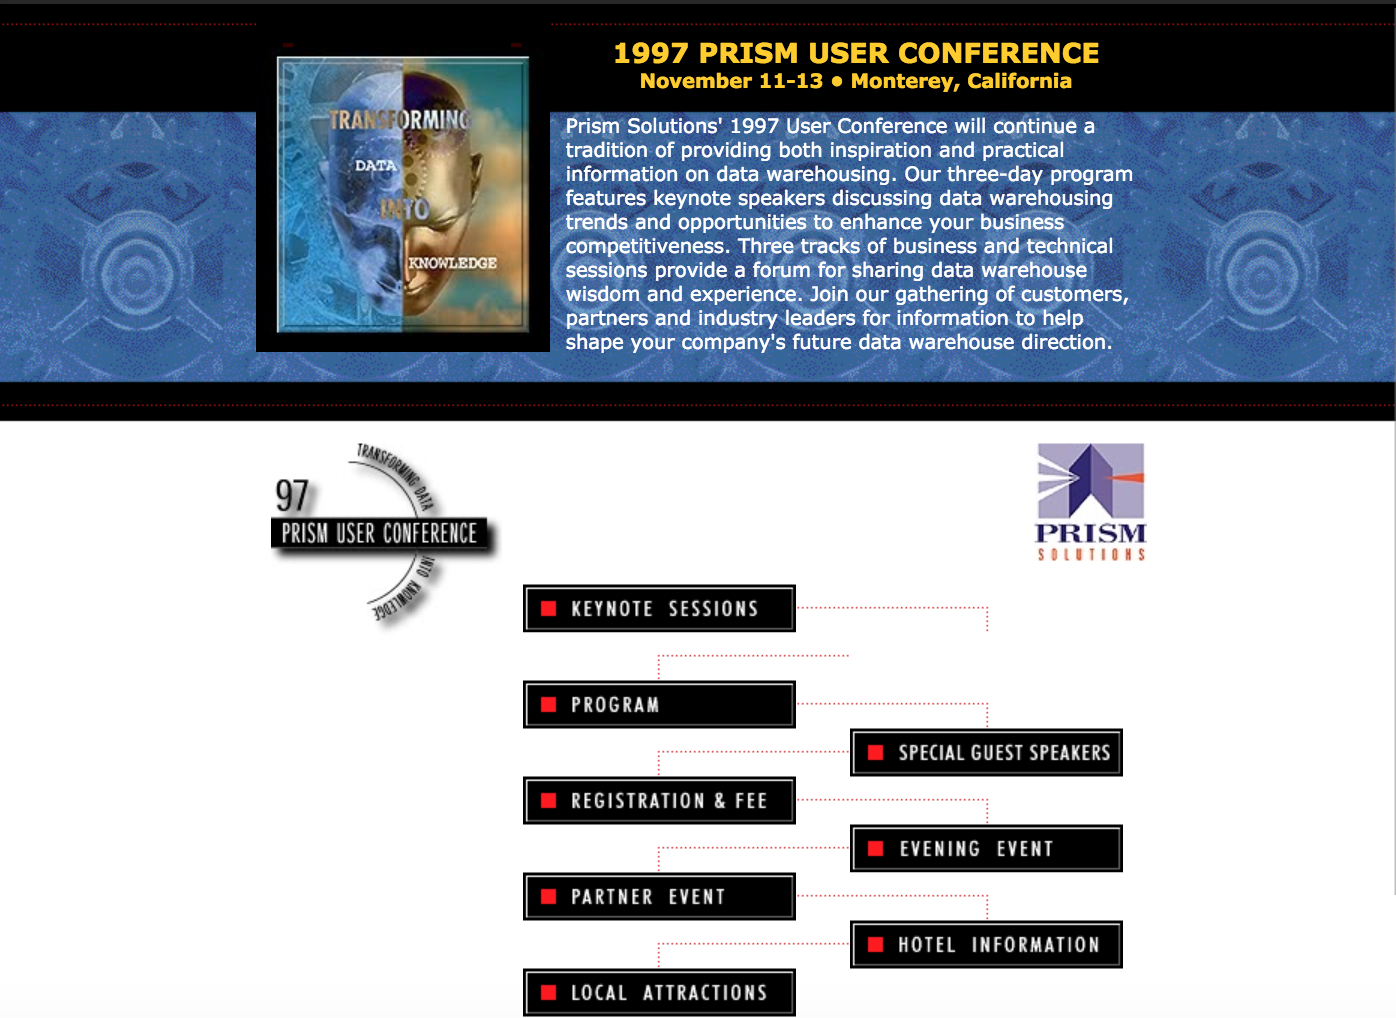 1997 PRISM USER CONFERENCE
November 11-13 • Monterey, California
TRANSFORMING
DATA
INTO
KNOWLEDGE
Prism Solutions' 1997 User Conference will continue a
tradition of providing both inspiration and practical
information on data warehousing. Our three-day program
features keynote speakers discussing data warehousing
trends and opportunities to enhance your business
competitiveness. Three tracks of business and technical
sessions provide a forum for sharing data warehouse
wisdom and experience. Join our gathering of customers,
partners and industry leaders for information to help
shape your company's future data warehouse direction.
TRANSFORMING DATA
97
PRISM USER CONFERENCE
INTO KNOWLEDGE
PRISM
SOLUTIONS
KEYNOTE SESSIONS
PROGRAM
SPECIAL GUEST SPEAKERS
REGISTRATION & FEE
EVENING EVENT
PARTNER EVENT
HOTEL INFORMATION
LOCAL ATTRACTIONS